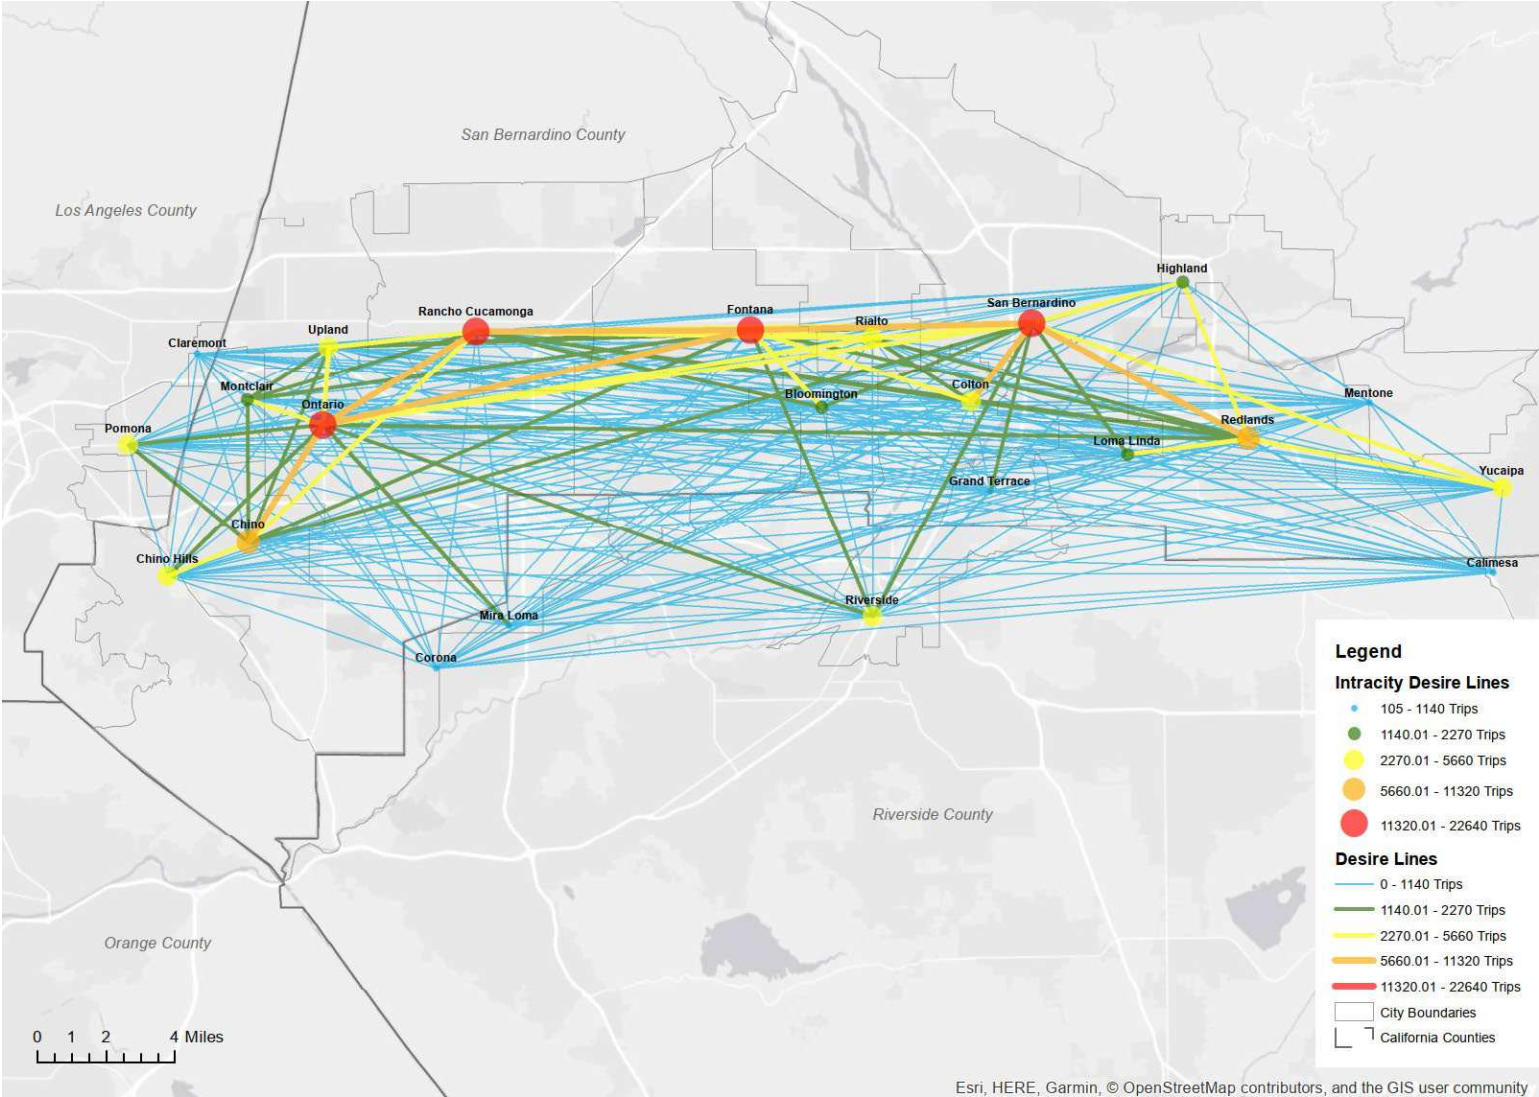 San Bernardino County
Los Angeles County
Highland
San Bernardino
Rancho Cucamonga
Fontana
Rialto
Upland
Claremont
Montclair
Ontario
Bloomington
Colton
Mentone
Pomona
Redlands
Loma Linda
Yucaipa
Grand Terrace
Chino
Chino Hills
Calimesa
Riverside
Mira Loma
Corona
Riverside County
Orange County
Legend
Intracity Desire Lines
105 - 1140 Trips
1140.01 - 2270 Trips
2270.01 - 5660 Trips
5660.01 - 11320 Trips
11320.01 - 22640 Trips
Desire Lines
0 - 1140 Trips
1140.01 - 2270 Trips
2270.01 - 5660 Trips
5660.01 - 11320 Trips
11320.01 - 22640 Trips
City Boundaries
California Counties
0 1 2 4 Miles
Esri, HERE, Garmin, © OpenStreetMap contributors, and the GIS user community